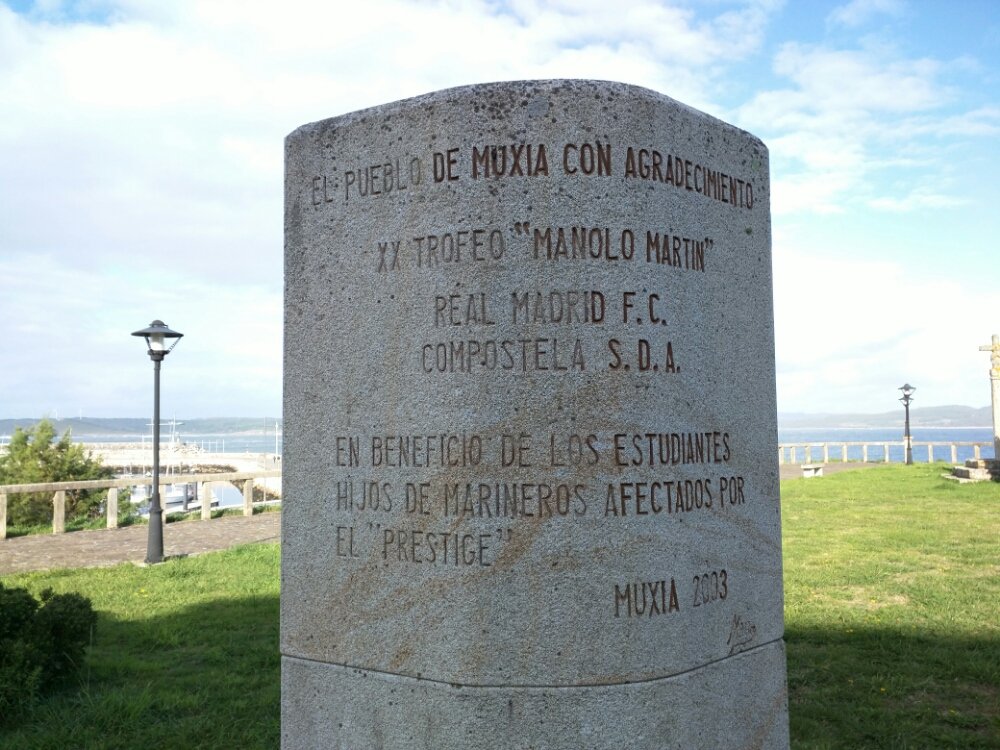 EL PUEBLO DE MUXIA CON AGRADECIMIENTO
XX TROFEO "MANOLO MARTIN"
REAL MADRID F.C.
COMPOSTELA S.D.A.
EN BENEFICIO DE LOS ESTUDIANTES
HIJOS DE MARINEROS AFECTADOS POR
EL "PRESTIGE"
MUXIA 2003